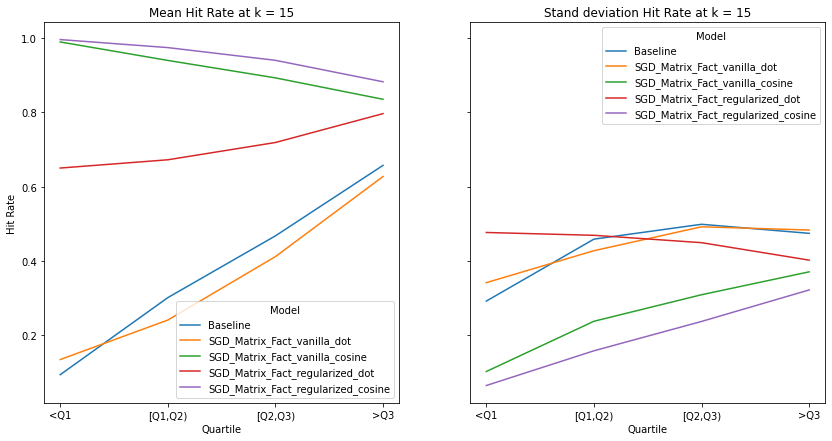 Mean Hit Rate at k = 15
Hit Rate
1.0
0.8
0.6
0.4
0.2
<Q1
[Q1,Q2)
[Q2,Q3)
>Q3
Quartile
Model
Baseline
SGD_Matrix_Fact_vanilla_dot
SGD_Matrix_Fact_vanilla_cosine
SGD_Matrix_Fact_regularized_dot
SGD_Matrix_Fact_regularized_cosine
Stand deviation Hit Rate at k = 15
Model
Baseline
SGD_Matrix_Fact_vanilla_dot
SGD_Matrix_Fact_vanilla_cosine
SGD_Matrix_Fact_regularized_dot
SGD_Matrix_Fact_regularized_cosine
<Q1
[Q1,Q2)
[Q2,Q3)
>Q3
Quartile